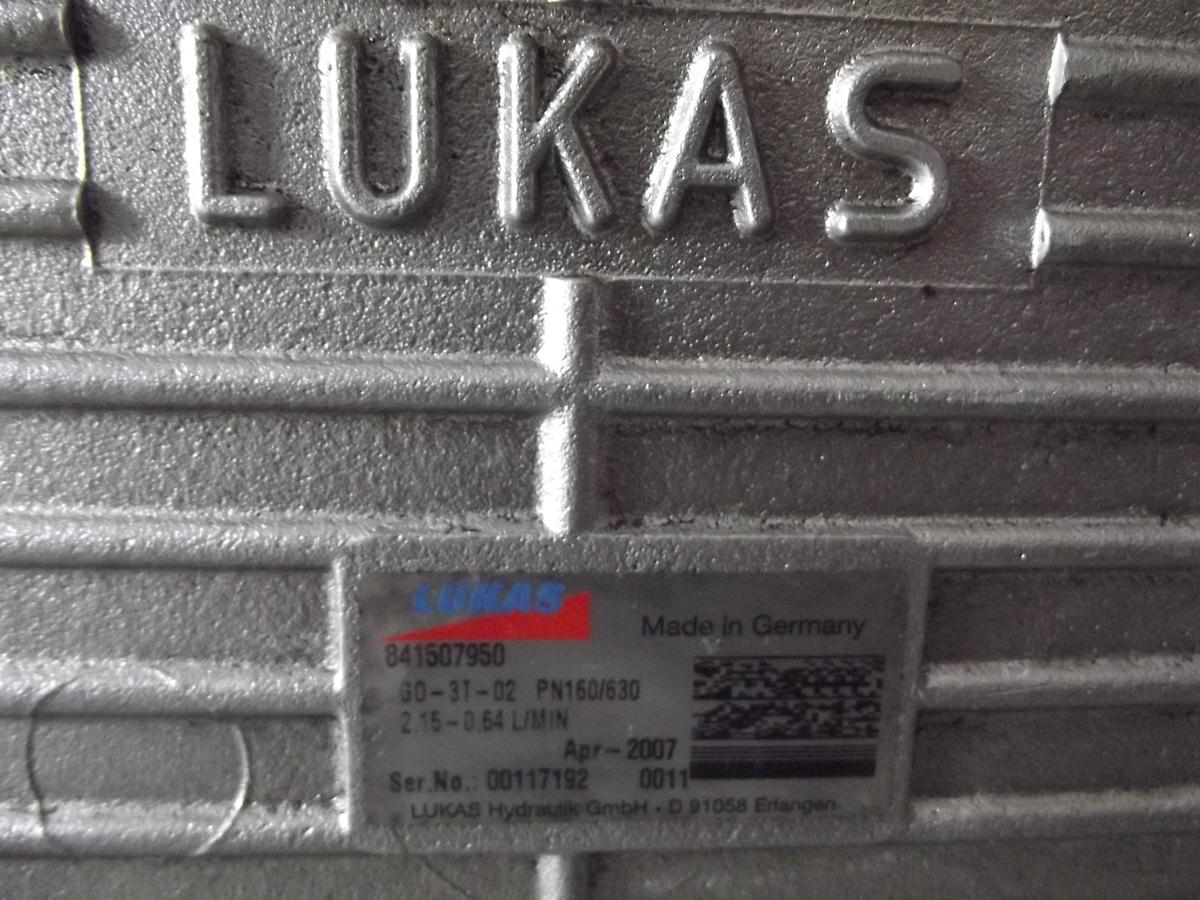 LUKAS
LUKAS
Made in Germany
841507950
GO-3T-02 PN160/630
2.15-0.64 L/MIN
Apr-2007
Ser.No.: 00117192 0011
LUKAS Hydraulik GmbH · D 91058 Erlangen